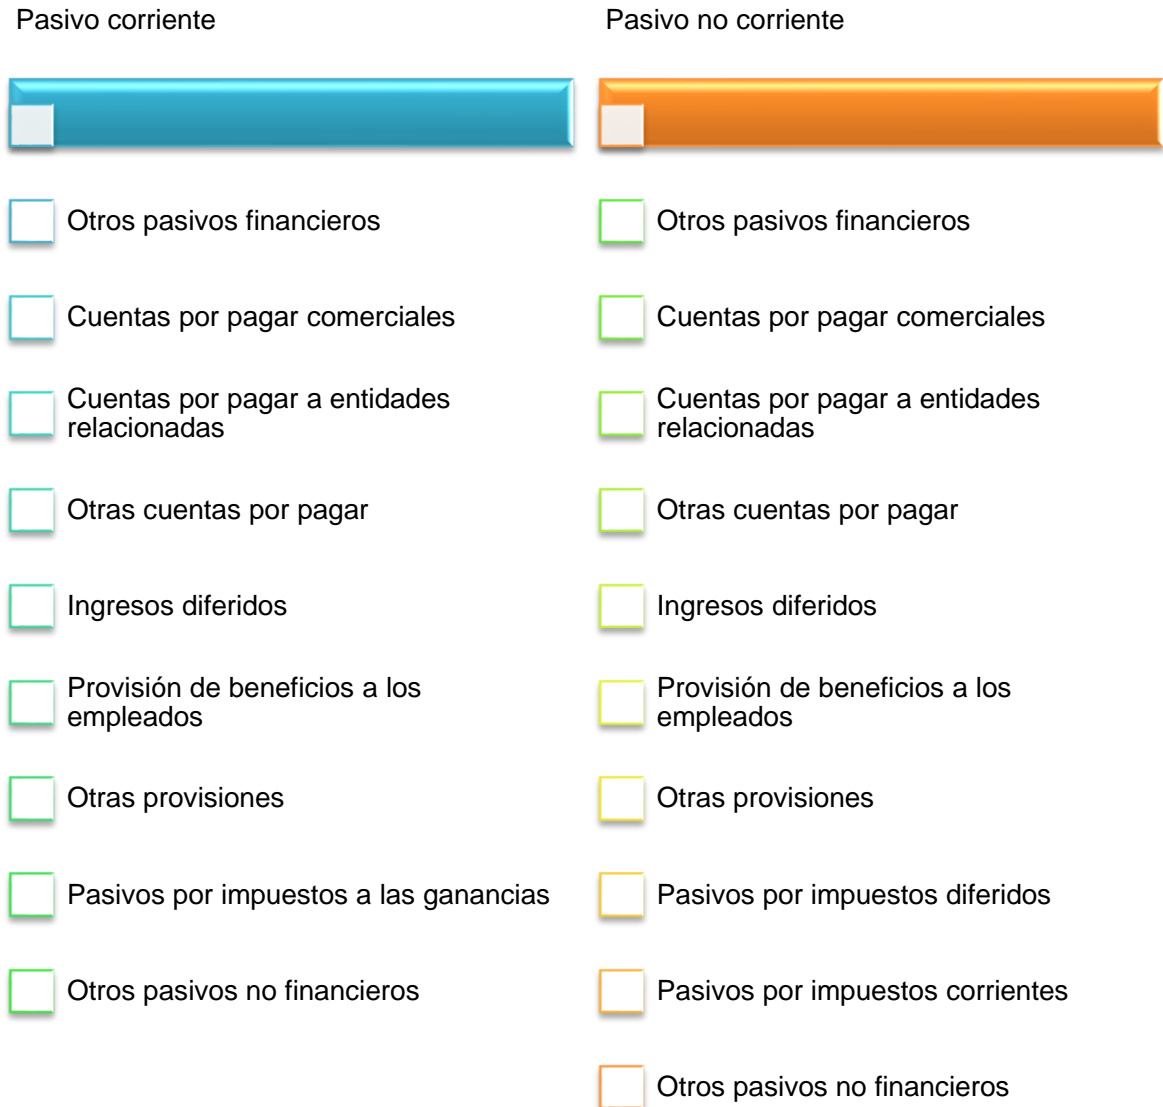 Pasivo corriente
Otros pasivos financieros
Cuentas por pagar comerciales
Cuentas por pagar a entidades
relacionadas
Otras cuentas por pagar
Ingresos diferidos
Provisión de beneficios a los
empleados
Otras provisiones
Pasivos por impuestos a las ganancias
Otros pasivos no financieros
Pasivo no corriente
Otros pasivos financieros
Cuentas por pagar comerciales
Cuentas por pagar a entidades
relacionadas
Otras cuentas por pagar
Ingresos diferidos
Provisión de beneficios a los
empleados
Otras provisiones
Pasivos por impuestos diferidos
Pasivos por impuestos corrientes
Otros pasivos no financieros